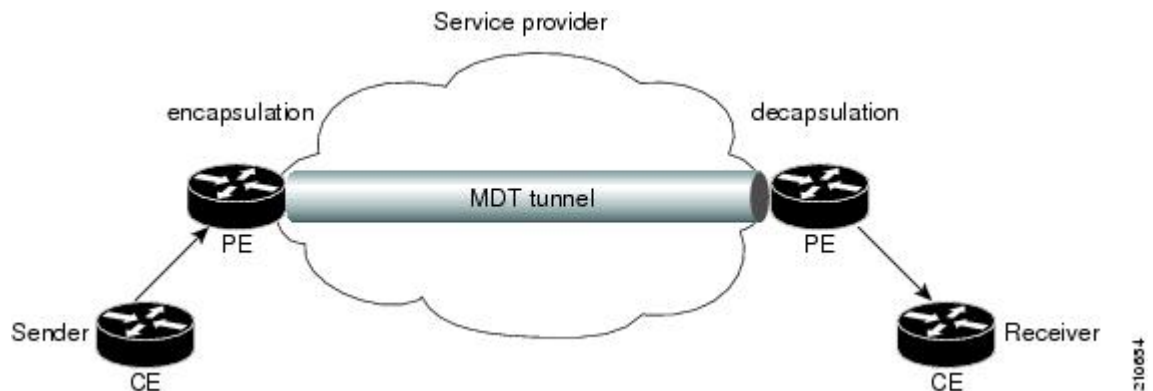 Service provider
encapsulation
decapsulation
MDT tunnel
PE
PE
Sender
Receiver
CE
CE
210654